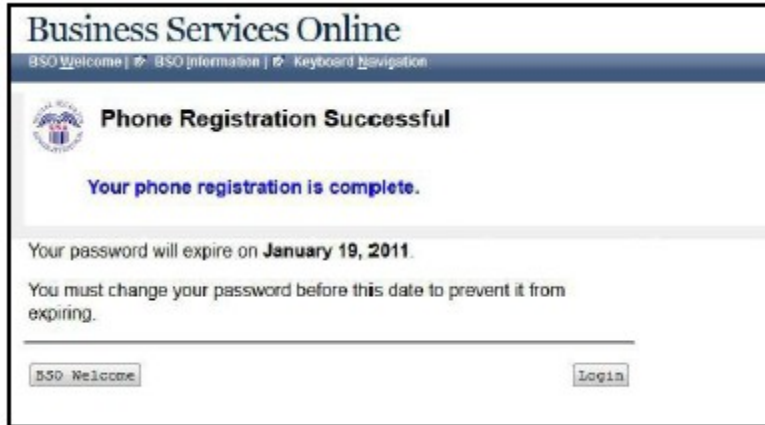 Business Services Online
BSO Welcome | BSO Information | Keyboard Navigation
Phone Registration Successful
Your phone registration is complete.
Your password will expire on January 19, 2011.
You must change your password before this date to prevent it from
expiring.
BSO Welcome
Login